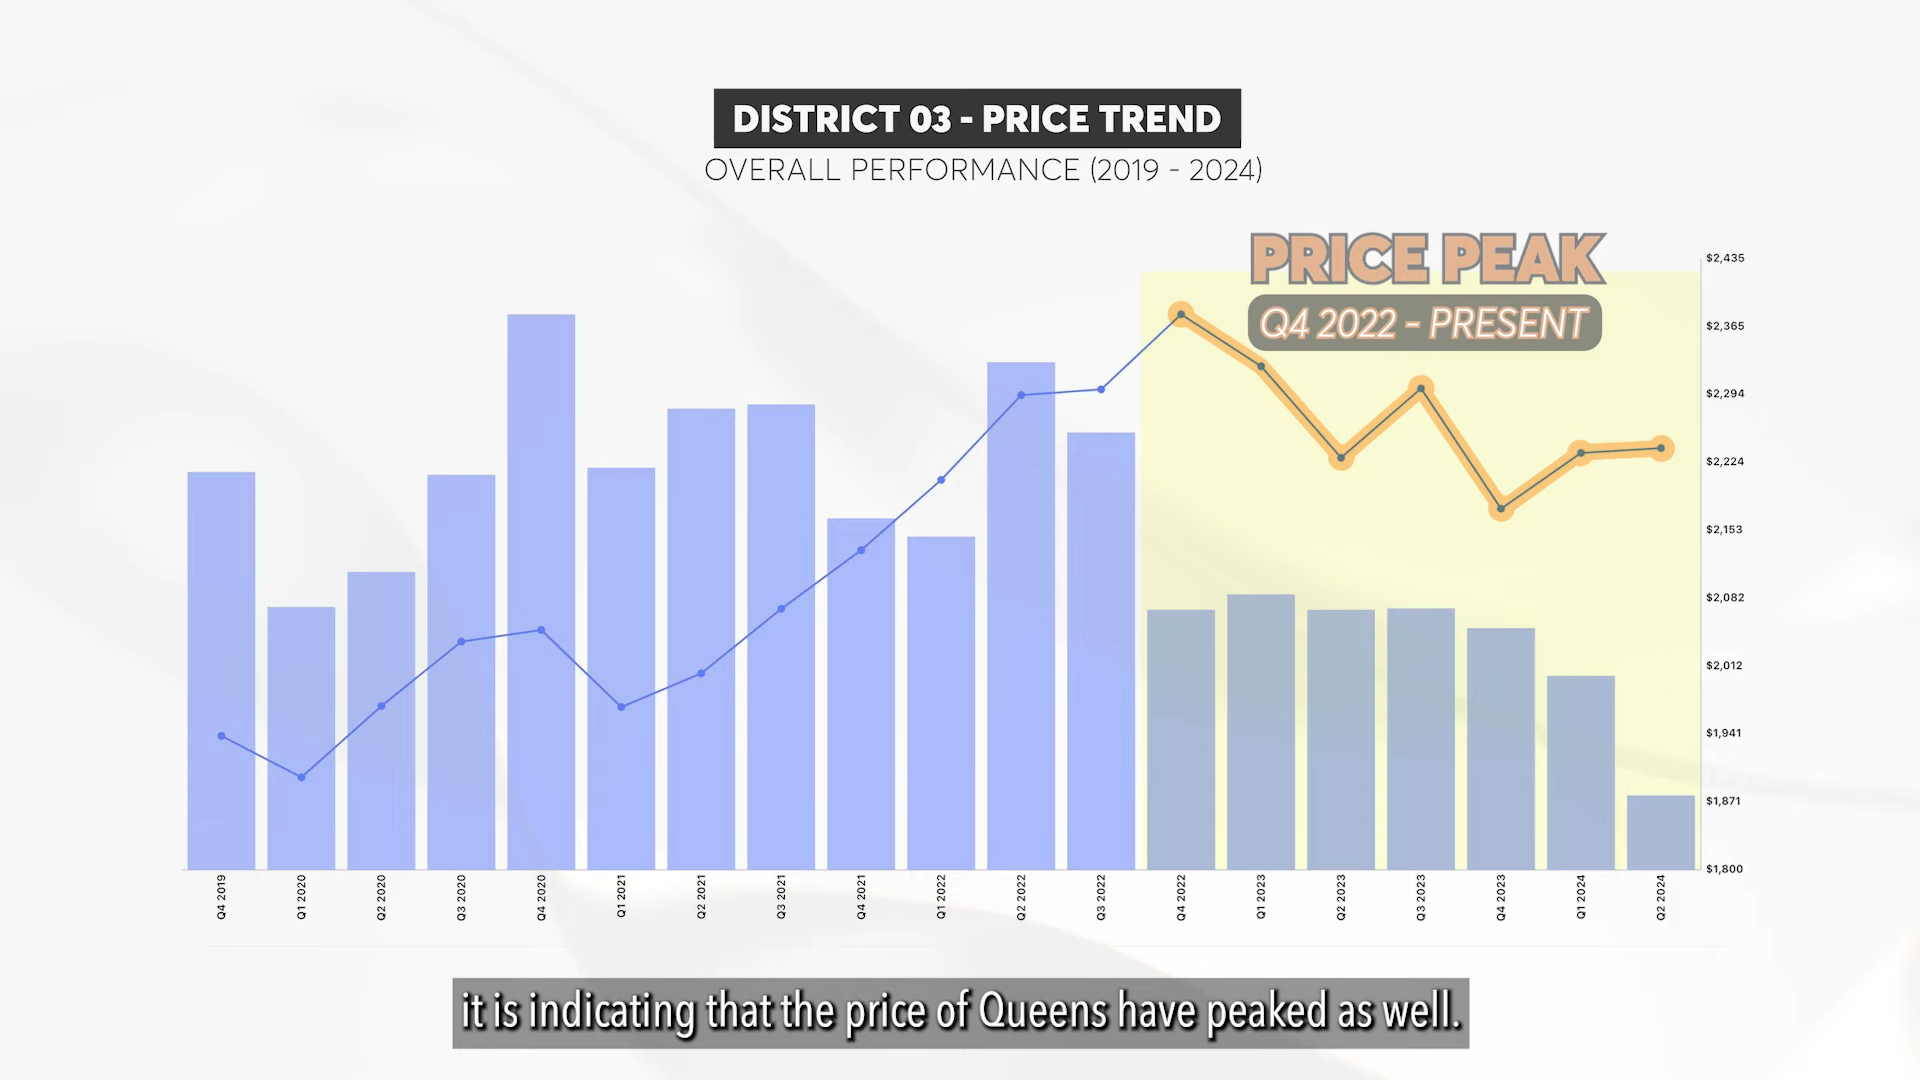 DISTRICT 03 - PRICE TREND
OVERALL PERFORMANCE (2019 - 2024)
PRICE PEAK
Q4 2022 - PRESENT
$2,435
$2,365
$2,294
$2,224
$2,153
$2,082
$2,012
$1,941
$1,871
$1,800
Q4 2019
Q1 2020
Q2 2020
Q3 2020
Q4 2020
Q1 2021
Q2 2021
Q3 2021
Q4 2021
Q1 2022
Q2 2022
Q3 2022
Q4 2022
Q1 2023
Q2 2023
Q3 2023
Q4 2023
Q1 2024
Q2 2024
it is indicating that the price of Queens have peaked as well.